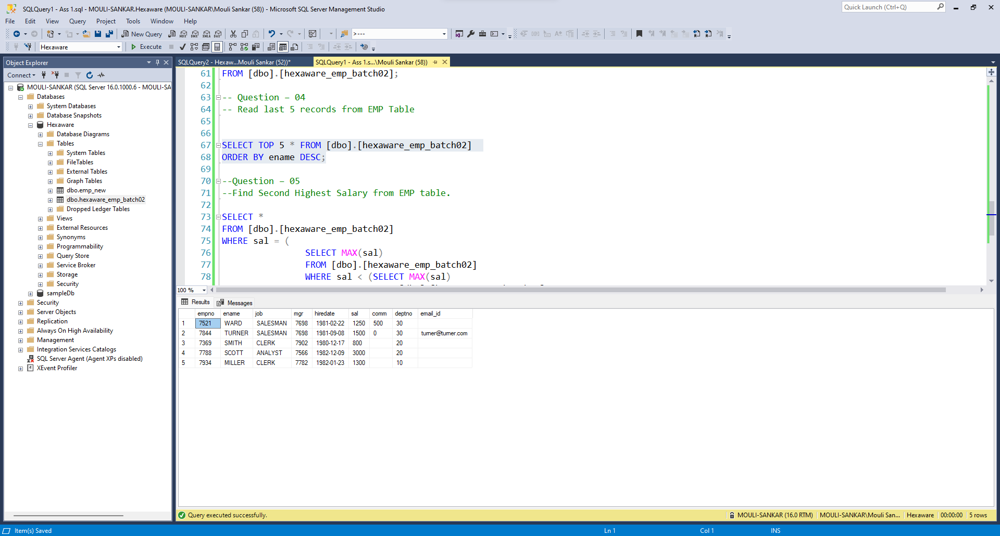 SQLQuery1 - Ass 1.sql - MOULI-SANKAR.Hexaware (MOULI-SANKAR\Mouli Sankar (58)) - Microsoft SQL Server Management Studio
Quick Launch (Ctrl+Q)
File Edit View Query Project Tools Window Help
New Query MDX DMX XMLA DAX >---
Hexaware Execute
Object Explorer
Connect
MOULI-SANKAR (SQL Server 16.0.1000.6 - MOULI-SA
Databases
System Databases
Database Snapshots
Hexaware
Database Diagrams
Tables
System Tables
FileTables
External Tables
Graph Tables
dbo.emp_new
dbo.hexaware_emp_batch02
Dropped Ledger Tables
Views
External Resources
Synonyms
Programmability
Query Store
Service Broker
Storage
Security
sampleDb
Security
Server Objects
Replication
Always On High Availability
Management
Integration Services Catalogs
SQL Server Agent (Agent XPs disabled)
XEvent Profiler
SQLQuery2 - Hexaw...Mouli Sankar (52))* SQLQuery1 - Ass 1.s...\Mouli Sankar (58))
61 FROM [dbo].[hexaware_emp_batch02];
62
63 -- Question – 04
64 -- Read last 5 records from EMP Table
65
66
67 SELECT TOP 5 * FROM [dbo].[hexaware_emp_batch02]
68 ORDER BY ename DESC;
69
70 --Question – 05
71 --Find Second Highest Salary from EMP table.
72
73 SELECT *
74 FROM [dbo].[hexaware_emp_batch02]
75 WHERE sal = (
76 SELECT MAX(sal)
77 FROM [dbo].[hexaware_emp_batch02]
78 WHERE sal < (SELECT MAX(sal)
100 %
Results Messages
empno ename job mgr hiredate sal comm deptno email_id
1 7521 WARD SALESMAN 7698 1981-02-22 1250 500 30
2 7844 TURNER SALESMAN 7698 1981-09-08 1500 0 30 turner@turner.com
3 7369 SMITH CLERK 7902 1980-12-17 800 20
4 7788 SCOTT ANALYST 7566 1982-12-09 3000 20
5 7934 MILLER CLERK 7782 1982-01-23 1300 10
Query executed successfully. MOULI-SANKAR (16.0 RTM) MOULI-SANKAR\Mouli San... Hexaware 00:00:00 5 rows
Item(s) Saved Ln 1 Col 1 INS